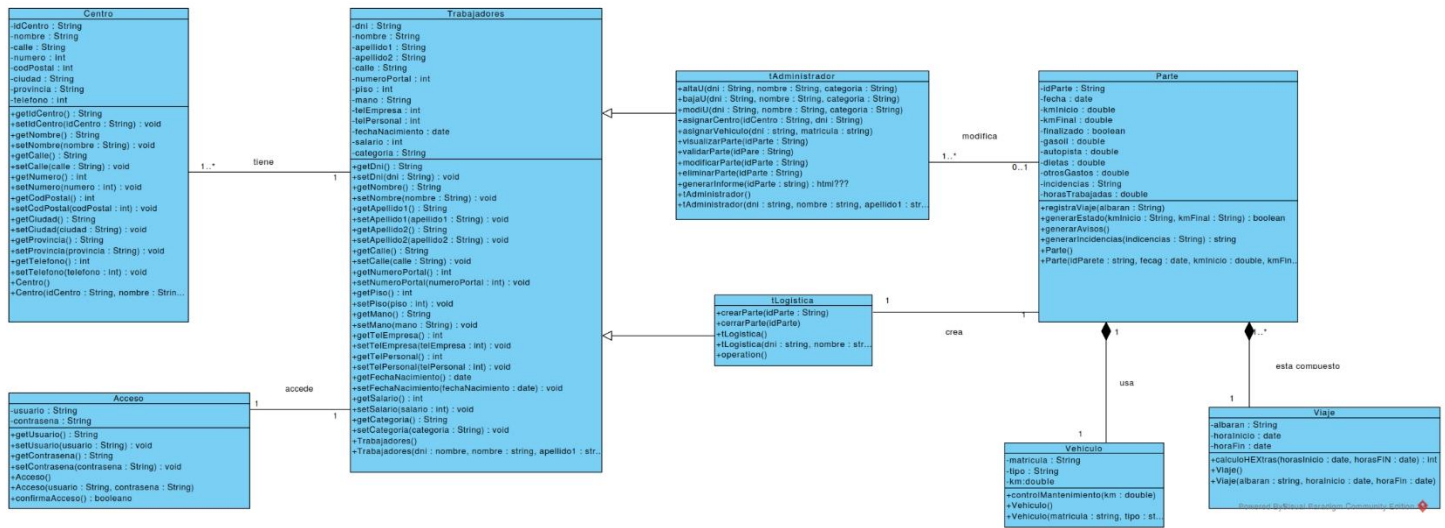 Centro
-idCentro : String
-nombre : String
-calle : String
-numero : int
-codPostal : int
-ciudad : String
-provincia : String
-telefono : int
+getIdCentro() : String
+setIdCentro(idCentro : String) : void
+getNombre() : String
+setNombre(nombre : String) : void
+getCalle() : String
+setCalle(calle : String) : void
+getNumero() : int
+setNumero(numero : int) : void
+getCodPostal() : int
+setCodPostal(codPostal : int) : void
+getCiudad() : String
+setCiudad(ciudad : String) : void
+getProvincia() : String
+setProvincia(provincia : String) : void
+getTelefono() : int
+setTelefono(telefono : int) : void
+Centro()
+Centro(idCentro : String, nombre : Strin...
1..*
tiene
1
Trabajadores
-dni : String
-nombre : String
-apellido1 : String
-apellido2 : String
-calle : String
-numeroPortal : int
-piso : int
-mano : String
-telEmpresa : int
-telPersonal : int
-fechaNacimiento : date
-salario : int
-categoria : String
+getDni() : String
+setDni(dni : String) : void
+getNombre() : String
+setNombre(nombre : String) : void
+getApellido1() : String
+setApellido1(apellido1 : String) : void
+getApellido2() : String
+setApellido2(apellido2 : String) : void
+getCalle() : String
+setCalle(calle : String) : void
+getNumeroPortal() : int
+setNumeroPortal(numeroPortal : int) : void
+getPiso() : int
+setPiso(piso : int) : void
+getMano() : String
+setMano(mano : String) : void
+getTelEmpresa() : int
+setTelEmpresa(telEmpresa : int) : void
+getTelPersonal() : int
+setTelPersonal(telPersonal : int) : void
+getFechaNacimiento() : date
+setFechaNacimiento(fechaNacimiento : date) : void
+getSalario() : int
+setSalario(salario : int) : void
+getCategoria() : String
+setCategoria(categoria : String) : void
+Trabajadores()
+Trabajadores(dni : nombre, nombre : string, apellido1 : str...
Acceso
-usuario : String
-contrasena : String
+getUsuario() : String
+setUsuario(usuario : String) : void
+getContrasena() : String
+setContrasena(contrasena : String) : void
+Acceso()
+Acceso(usuario : String, contrasena : String)
+confirmaAcceso() : booleano
1
accede
1
tAdministrador
+altaU(dni : String, nombre : String, categoria : String)
+bajaU(dni : String, nombre : String, categoria : String)
+modiU(dni : String, nombre : String, categoria : String)
+asignarCentro(idCentro : String, dni : String)
+asignarVehiculo(dni : string, matricula : string)
+visualizarParte(idParte : String)
+validarParte(idPare : String)
+modificarParte(idParte : String)
+eliminarParte(idParte : String)
+generarInforme(idParte : string) : html???
+tAdministrador()
+tAdministrador(dni : string, nombre : string, apellido1 : str...
modifica
1..*
0..1
Parte
-idParte : String
-fecha : date
-kmInicio : double
-kmFinal : double
-finalizado : boolean
-gasoil : double
-autopista : double
-dietas : double
-otrosGastos : double
-incidencias : String
-horasTrabajadas : double
+registraViaje(albaran : String)
+generarEstado(kmInicio : String, kmFinal : String) : boolean
+generarAvisos()
+generarIncidencias(indicencias : String) : string
+Parte()
+Parte(idParete : string, fecag : date, kmInicio : double, kmFin...
tLogistica
+crearParte(idParte : String)
+cerrarParte(idParte)
+tLogistica()
+tLogistica(dni : string, nombre : str...
+operation()
1
crea
1
1
usa
1
1..*
esta compuesto
1
Vehiculo
-matricula : String
-tipo : String
-km:double
+controlMantenimiento(km : double)
+Vehiculo()
+Vehiculo(matricula : string, tipo : st...
Viaje
-albaran : String
-horaInicio : date
-horaFin : date
+calculoHEXtras(horasInicio : date, horasFIN : date) : int
+Viaje()
+Viaje(albaran : string, horaInicio : date, horaFin : date)
Powered By Visual Paradigm Community Edition